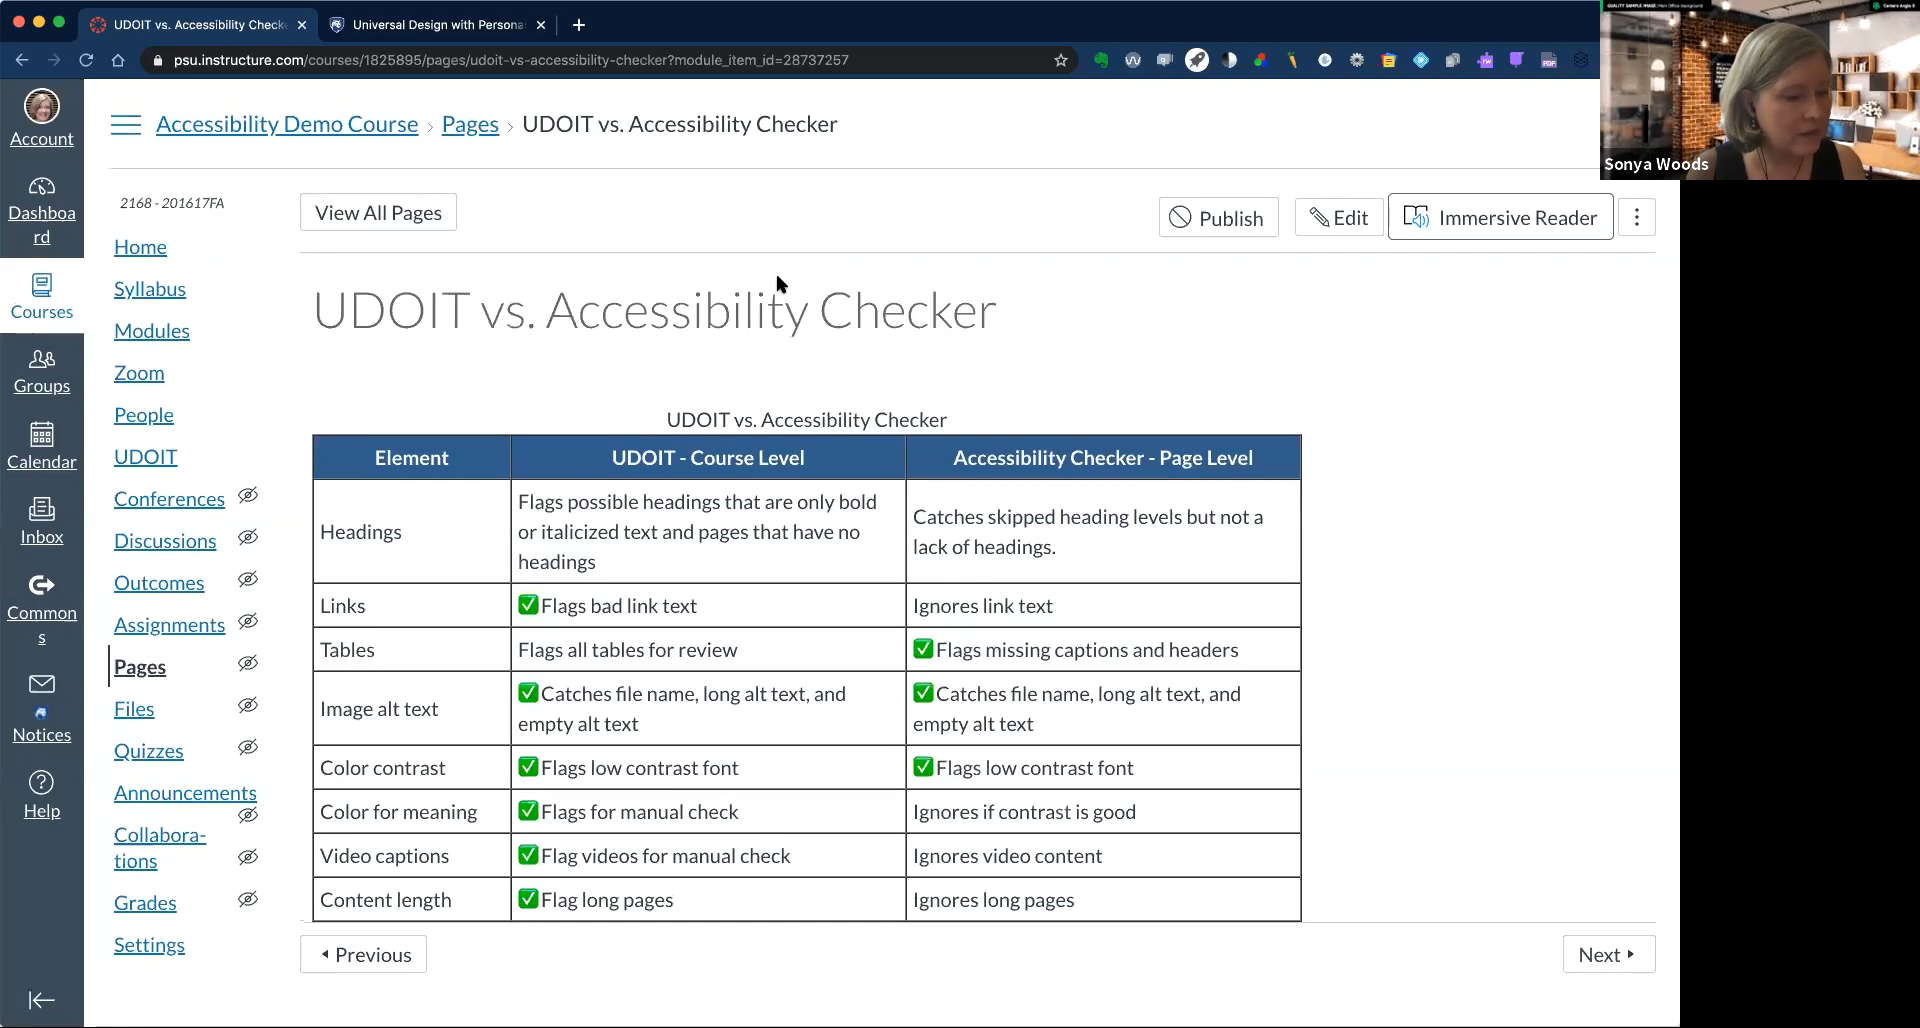 UDOIT vs. Accessibility Check
Universal Design with Persona
psu.instructure.com/courses/1825895/pages/udoit-vs-accessibility-checker?module_item_id=28737257
Sonya Woods
Account
Dashboa
rd
Courses
Groups
Calendar
Inbox
Common
s
Notices
Help
Accessibility Demo Course › Pages › UDOIT vs. Accessibility Checker
2168 - 201617FA
Home
Syllabus
Modules
Zoom
People
UDOIT
Conferences
Discussions
Outcomes
Assignments
Pages
Files
Quizzes
Announcements
Collabora-
tions
Grades
Settings
View All Pages
Publish
Edit
Immersive Reader
UDOIT vs. Accessibility Checker
UDOIT vs. Accessibility Checker
Element
UDOIT - Course Level
Accessibility Checker - Page Level
Headings
Flags possible headings that are only bold
or italicized text and pages that have no
headings
Catches skipped heading levels but not a
lack of headings.
Links
✅Flags bad link text
Ignores link text
Tables
Flags all tables for review
✅Flags missing captions and headers
Image alt text
✅Catches file name, long alt text, and
empty alt text
✅Catches file name, long alt text, and
empty alt text
Color contrast
✅Flags low contrast font
✅Flags low contrast font
Color for meaning
✅Flags for manual check
Ignores if contrast is good
Video captions
✅Flag videos for manual check
Ignores video content
Content length
✅Flag long pages
Ignores long pages
Previous
Next